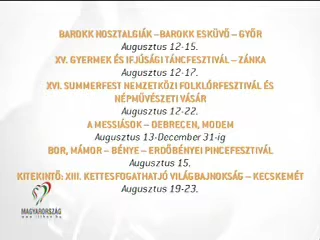 BAROKK NOSZTALGIÁK –BAROKK ESKÜVŐ – GYŐR
Augusztus 12-15.
XV. GYERMEK ÉS IFJÚSÁGI TÁNCFESZTIVÁL – ZÁNKA
Augusztus 12-17.
XVI. SUMMERFEST NEMZETKÖZI FOLKLÓRFESZTIVÁL ÉS
NÉPMŰVÉSZETI VÁSÁR
Augusztus 12-22.
A MESSIÁSOK – DEBRECEN, MODEM
Augusztus 13-December 31-ig
BOR, MÁMOR – BÉNYE – ERDŐBÉNYEI PINCEFESZTIVÁL
Augusztus 15.
KITEKINTŐ: XIII. KETTESFOGATHAJTÓ VILÁGBAJNOKSÁG – KECSKEMÉT
Augusztus 19-23.
MAGYARORSZÁG